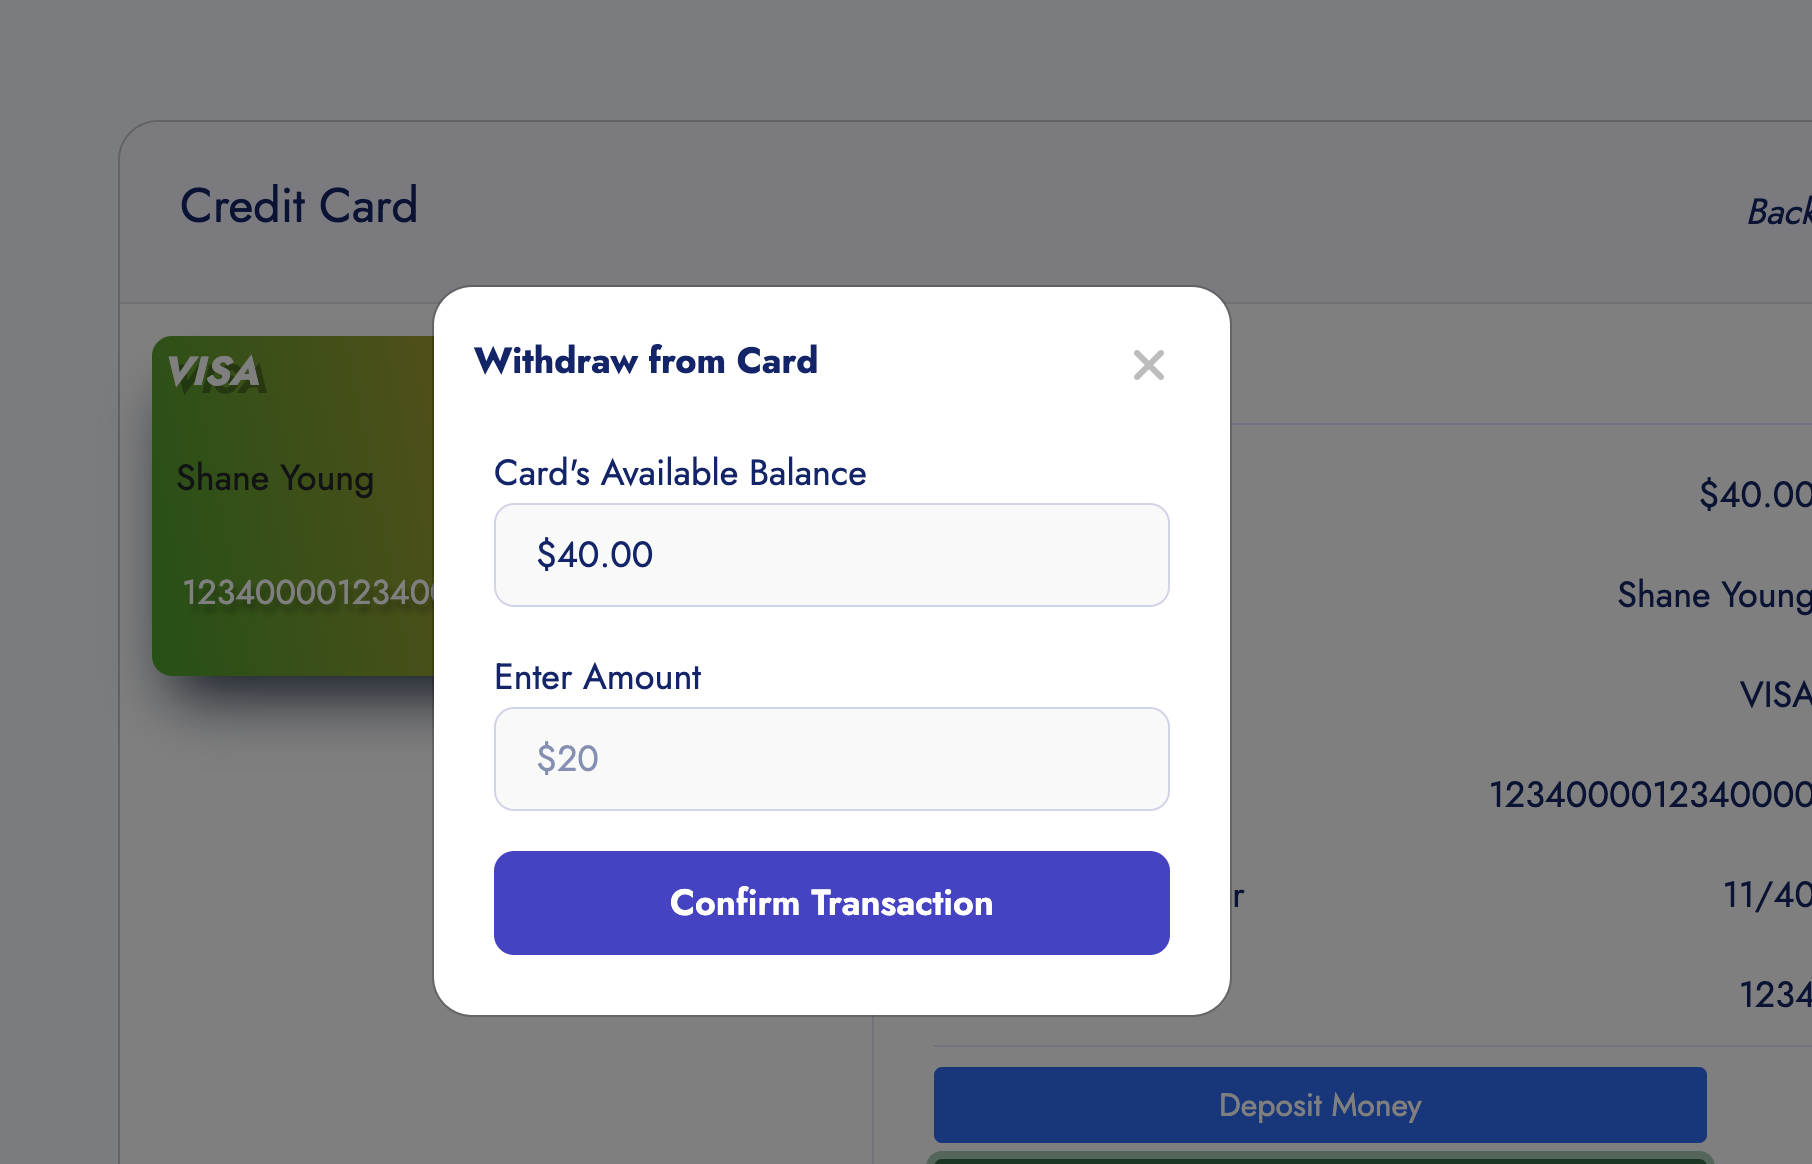 Credit Card
Back
Withdraw from Card
VISA
Shane Young
12340000123400
Card's Available Balance
$40.00
Enter Amount
$20
Confirm Transaction
$40.00
Shane Young
VISA
1234000012340000
r
11/40
1234
Deposit Money